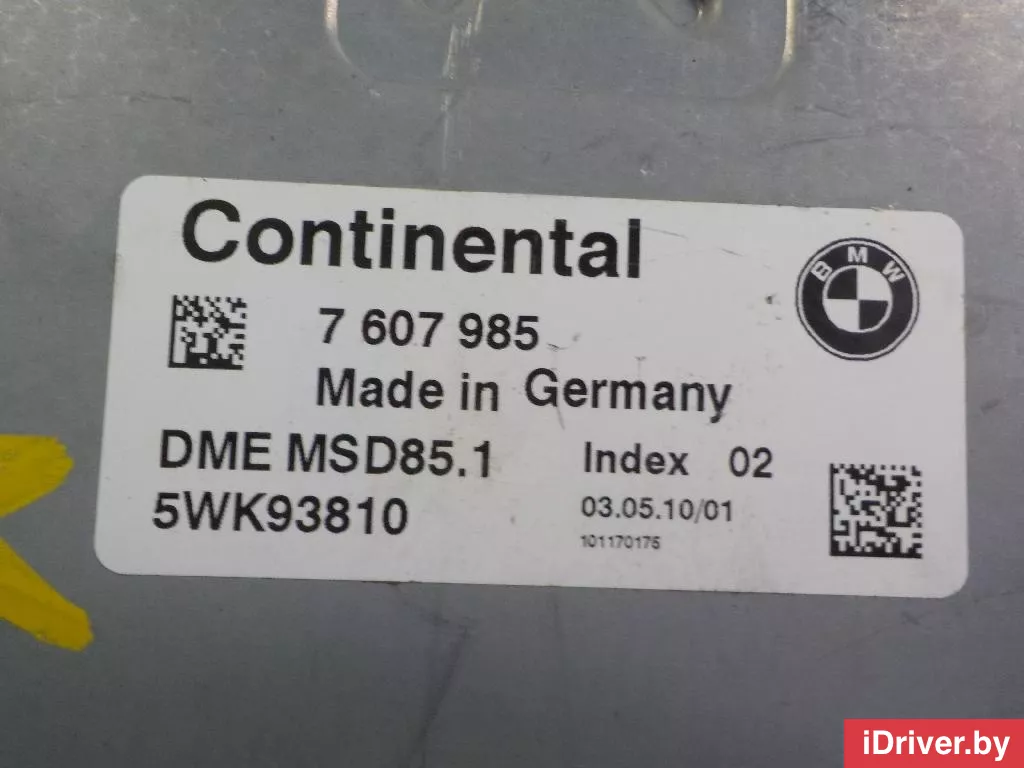 Continental
BMW
7 607 985
Made in Germany
DME MSD85.1 Index 02
5WK93810 03.05.10/01
101170175
iDriver.by